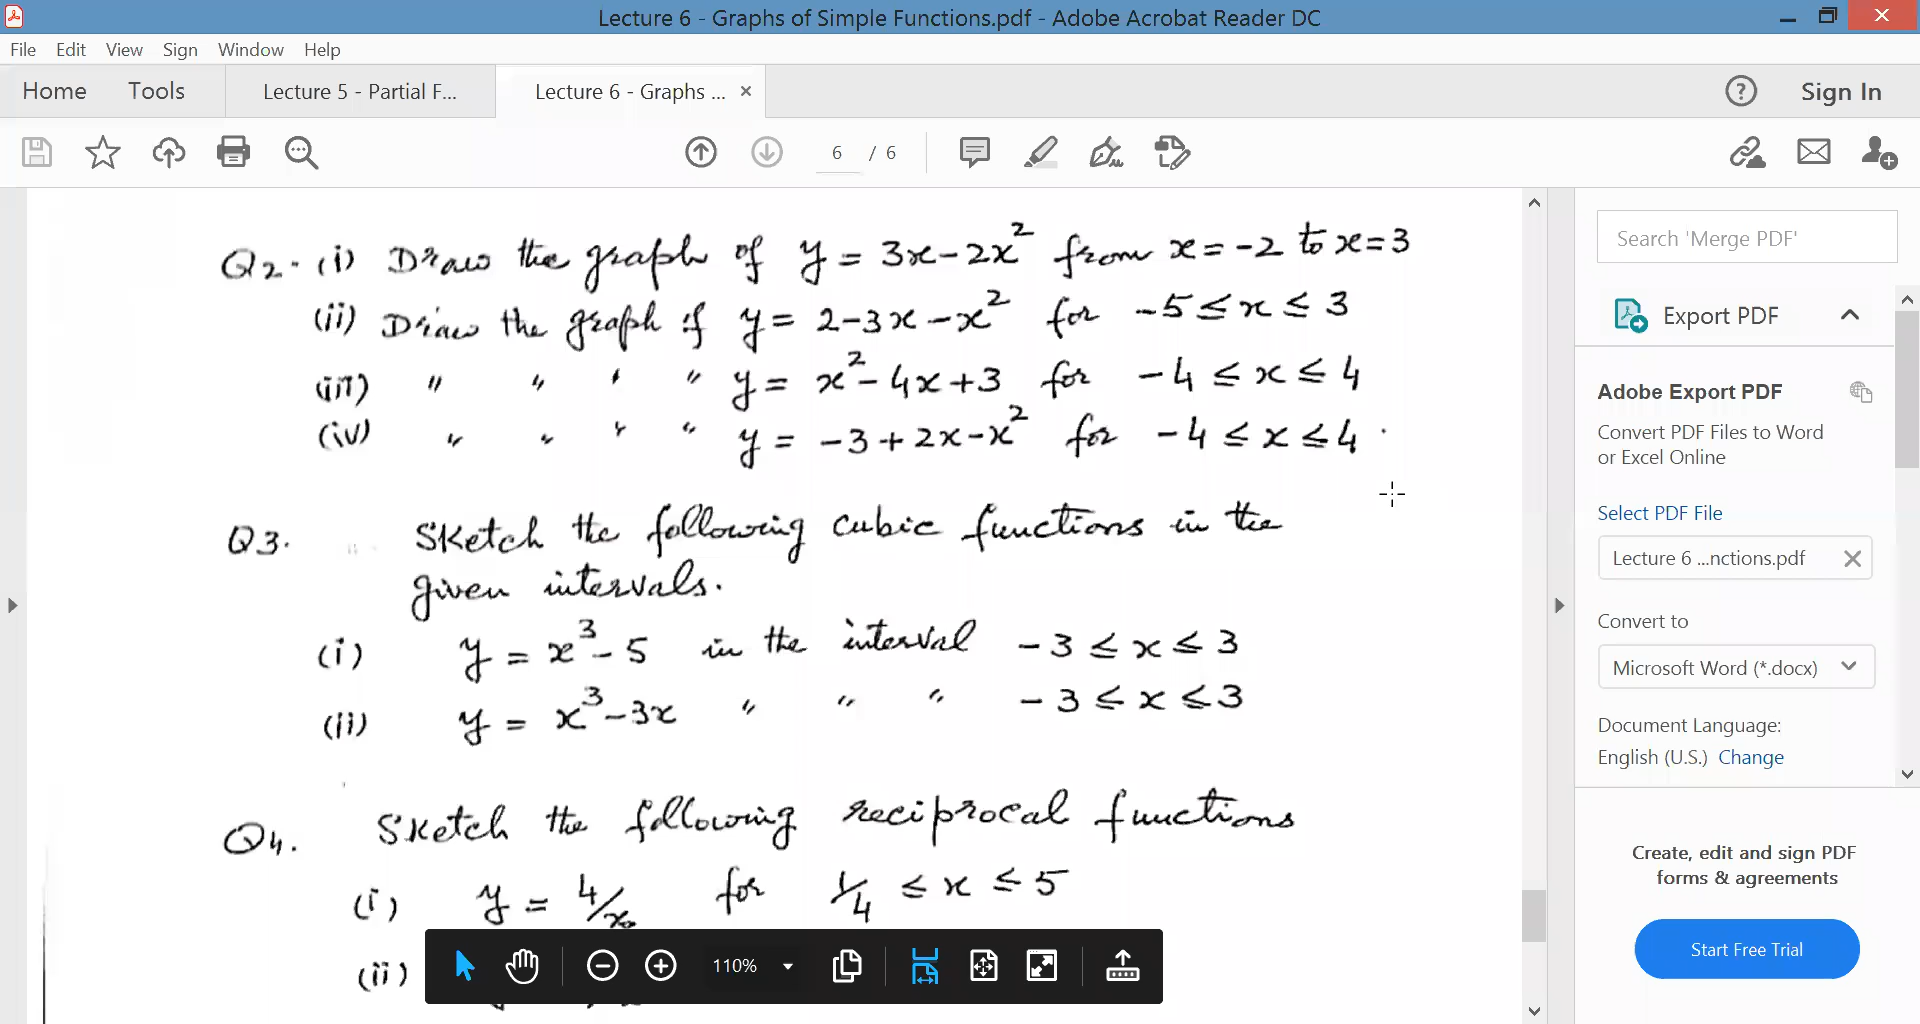 Lecture 6 - Graphs of Simple Functions.pdf - Adobe Acrobat Reader DC
File Edit View Sign Window Help
Home Tools Lecture 5 - Partial F... Lecture 6 - Graphs ... × Sign In
6 / 6
Q2. (i) Draw the graph of y = 3x - 2x² from x = -2 to x = 3
(ii) Draw the graph of y = 2 - 3x - x² for -5 ≤ x ≤ 3
(iii) " " " " y = x² - 4x + 3 for -4 ≤ x ≤ 4
(iv) " " " " y = -3 + 2x - x² for -4 ≤ x ≤ 4 .
Q3. Sketch the following cubic functions in the
given intervals.
(i) y = x³ - 5 in the interval -3 ≤ x ≤ 3
(ii) y = x³ - 3x " " " -3 ≤ x ≤ 3
Q4. Sketch the following reciprocal functions
(i) y = 4/x for 1/4 ≤ x ≤ 5
(ii)
110%
Search 'Merge PDF'
Export PDF
Adobe Export PDF
Convert PDF Files to Word
or Excel Online
Select PDF File
Lecture 6 ...nctions.pdf
Convert to
Microsoft Word (*.docx)
Document Language:
English (U.S.) Change
Create, edit and sign PDF
forms & agreements
Start Free Trial